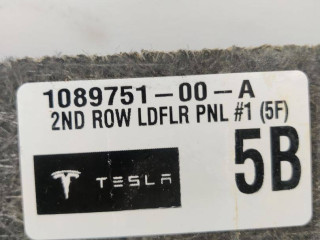 1089751-00-A
2ND ROW LDFLR PNL #1 (5F)
TESLA
5B